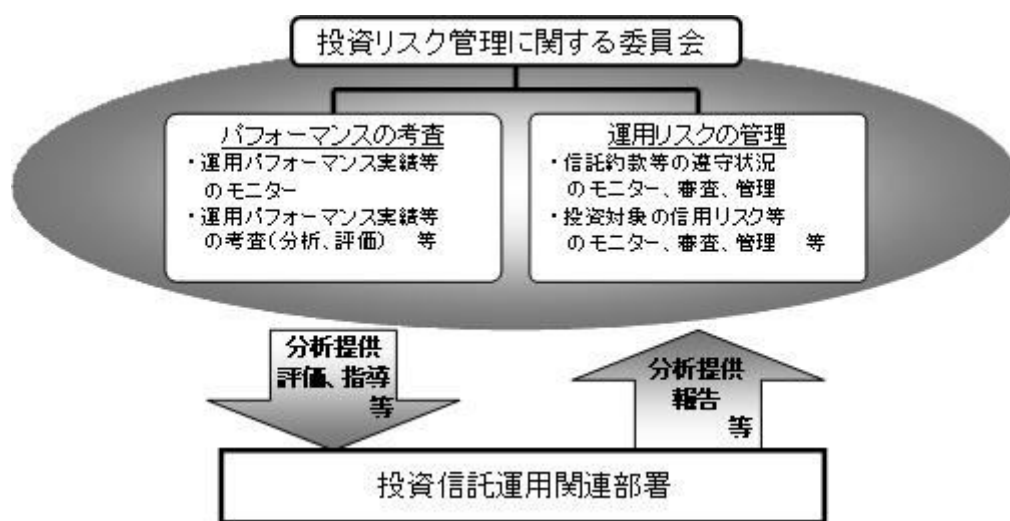 投資リスク管理に関する委員会
パフォーマンスの考査
・運用パフォーマンス実績等
のモニター
・運用パフォーマンス実績等
の考査(分析、評価) 等
運用リスクの管理
・信託約款等の遵守状況
のモニター、審査、管理
・投資対象の信用リスク等
のモニター、審査、管理 等
分析提供
評価、指導
等
分析提供
報告
等
投資信託運用関連部署